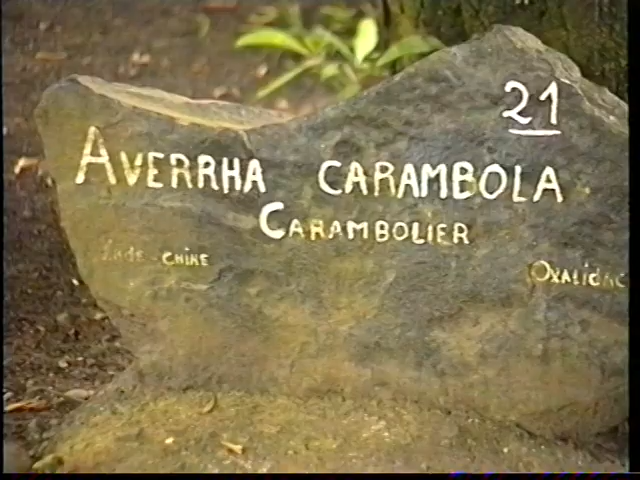 21
AVERRHA CARAMBOLA
CARAMBOLIER
INDE - CHINE
OXALIDAC